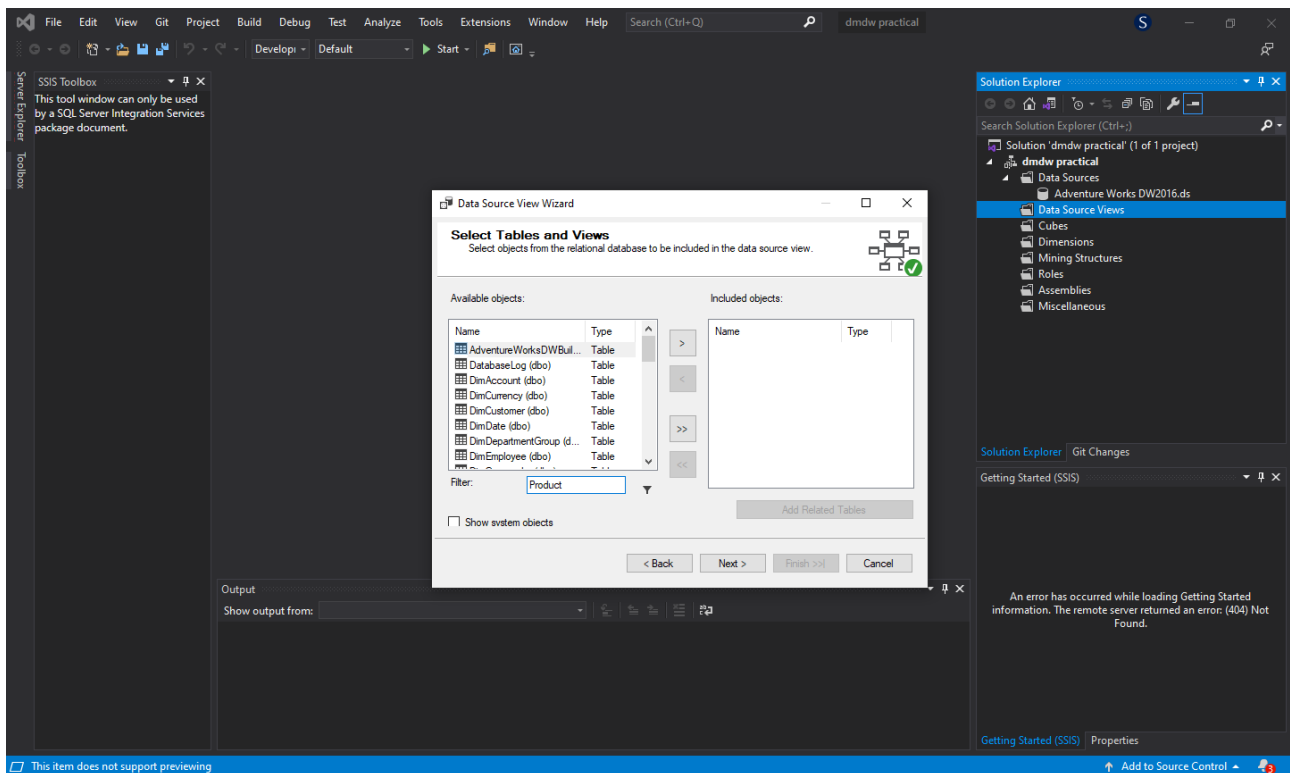 File Edit View Git Project Build Debug Test Analyze Tools Extensions Window Help Search (Ctrl+Q) dmdw practical S
Develop Default Start
Server Explorer
Toolbox
SSIS Toolbox
This tool window can only be used
by a SQL Server Integration Services
package document.
Data Source View Wizard
Select Tables and Views
Select objects from the relational database to be included in the data source view.
Available objects:
Name Type
AdventureWorksDWBuil... Table
DatabaseLog (dbo) Table
DimAccount (dbo) Table
DimCurrency (dbo) Table
DimCustomer (dbo) Table
DimDate (dbo) Table
DimDepartmentGroup (d... Table
DimEmployee (dbo) Table
Filter: Product
Show system objects
>
<
>>
<<
Included objects:
Name Type
Add Related Tables
< Back Next > Finish >>| Cancel
Output
Show output from:
Solution Explorer
Search Solution Explorer (Ctrl+;)
Solution 'dmdw practical' (1 of 1 project)
dmdw practical
Data Sources
Adventure Works DW2016.ds
Data Source Views
Cubes
Dimensions
Mining Structures
Roles
Assemblies
Miscellaneous
Solution Explorer Git Changes
Getting Started (SSIS)
An error has occurred while loading Getting Started
information. The remote server returned an error: (404) Not
Found.
Getting Started (SSIS) Properties
This item does not support previewing
Add to Source Control 3